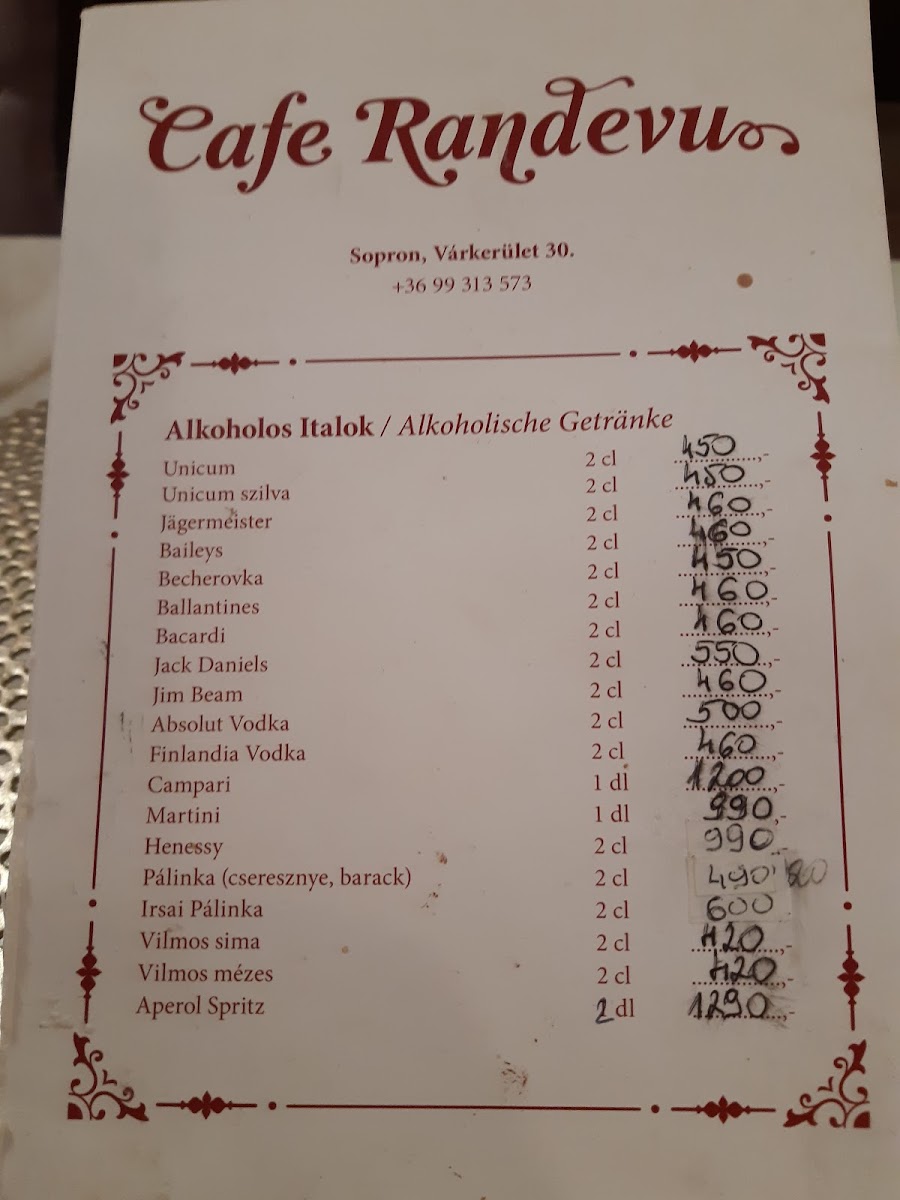 Cafe Randevu
Sopron, Várkerület 30.
+36 99 313 573
Alkoholos Italok / Alkoholische Getränke
Unicum 2 cl 450,-
Unicum szilva 2 cl 450,-
Jägermeister 2 cl 460,-
Baileys 2 cl 460,-
Becherovka 2 cl 450
Ballantines 2 cl 460,-
Bacardi 2 cl 460,-
Jack Daniels 2 cl 550,-
Jim Beam 2 cl 460,-
Absolut Vodka 2 cl 500,-
Finlandia Vodka 2 cl 460,-
Campari 1 dl 1200,-
Martini 1 dl 990,-
Henessy 2 cl 990
Pálinka (cseresznye, barack) 2 cl 490
Irsai Pálinka 2 cl 600
Vilmos sima 2 cl 420,-
Vilmos mézes 2 cl 420,-
Aperol Spritz 2 dl 1290,-